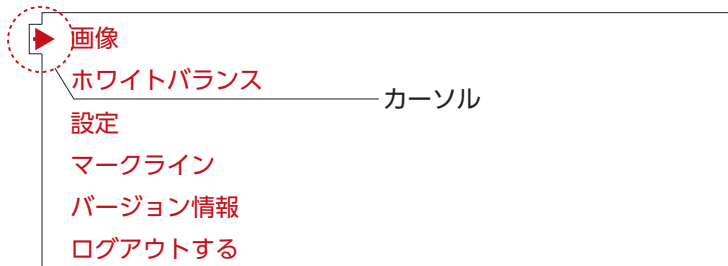 画像
ホワイトバランス
カーソル
設定
マークライン
バージョン情報
ログアウトする